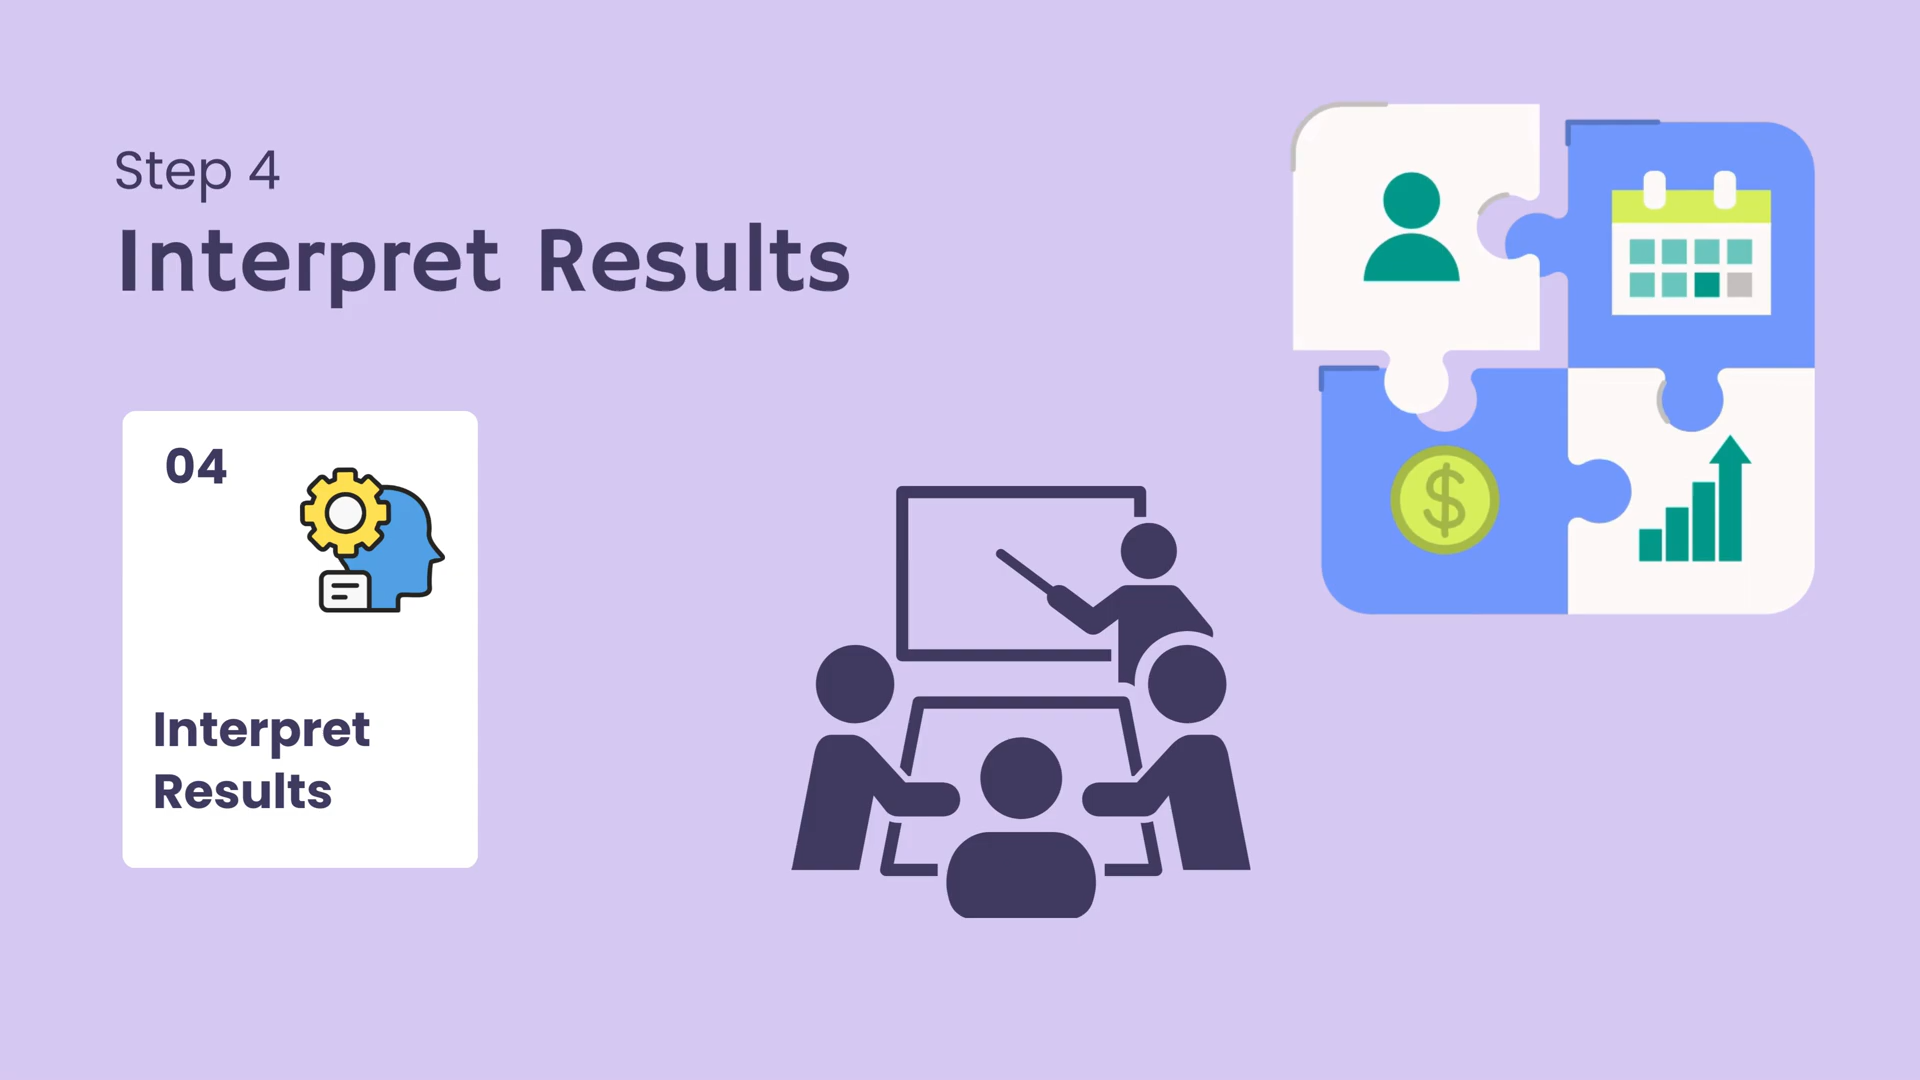 Step 4
Interpret Results
04
Interpret
Results
$